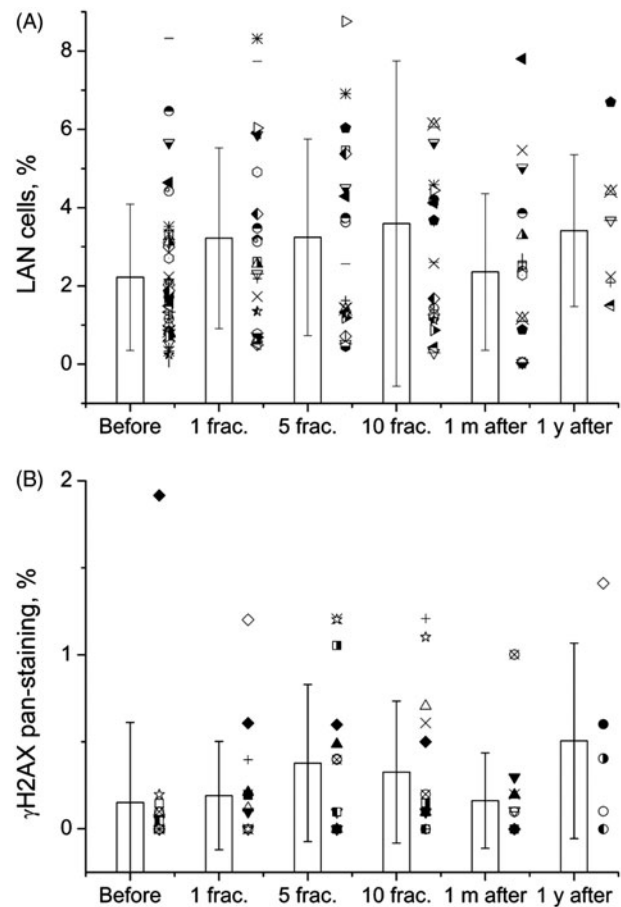 (A)
LAN cells, %
8
6
4
2
0
Before 1 frac. 5 frac. 10 frac. 1 m after 1 y after
(B)
γH2AX pan-staining, %
2
1
0
Before 1 frac. 5 frac. 10 frac. 1 m after 1 y after